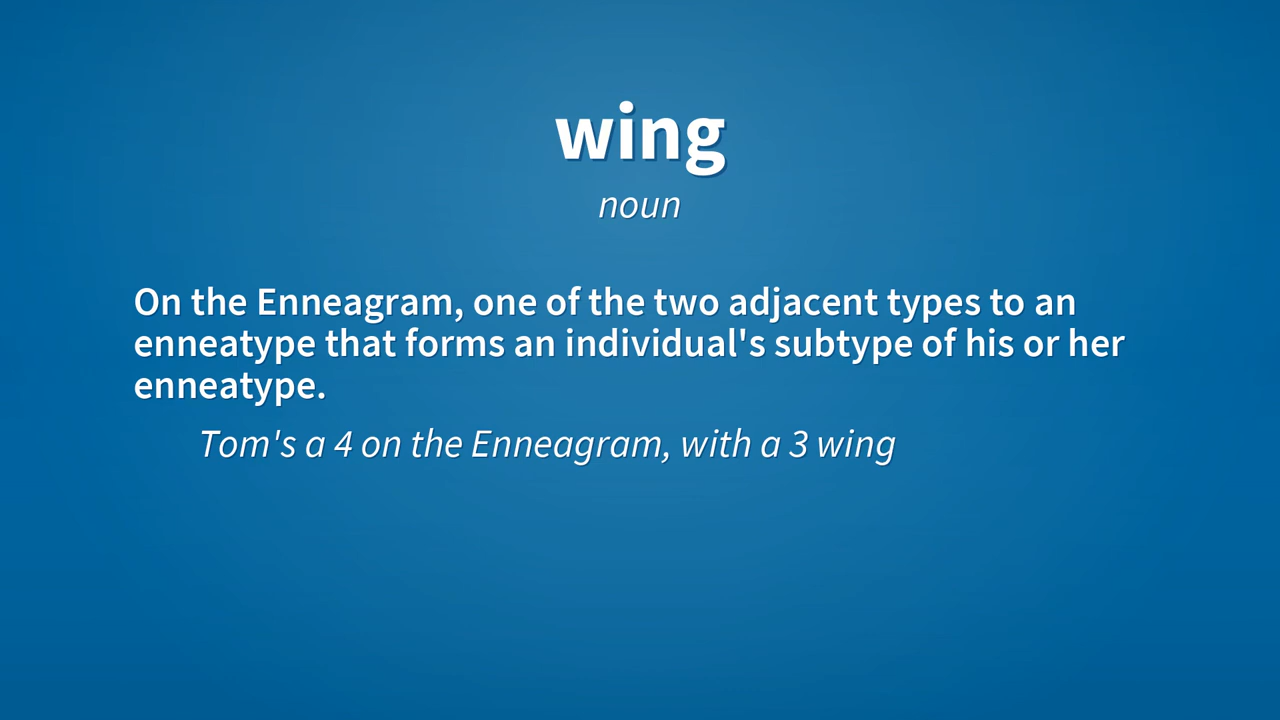 wing
noun
On the Enneagram, one of the two adjacent types to an
enneatype that forms an individual's subtype of his or her
enneatype.
Tom's a 4 on the Enneagram, with a 3 wing